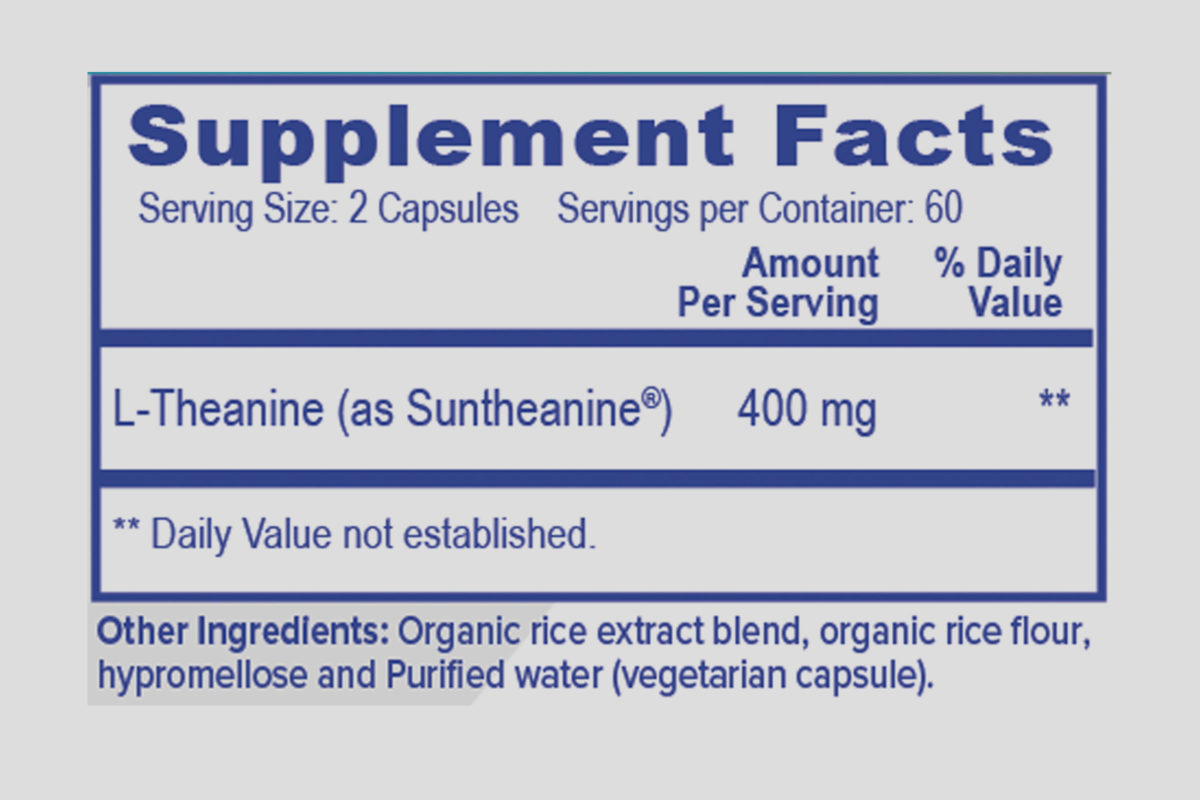 Supplement Facts
Serving Size: 2 Capsules Servings per Container: 60
Amount % Daily
Per Serving Value
L-Theanine (as Suntheanine®) 400 mg **
** Daily Value not established.
Other Ingredients: Organic rice extract blend, organic rice flour,
hypromellose and Purified water (vegetarian capsule).